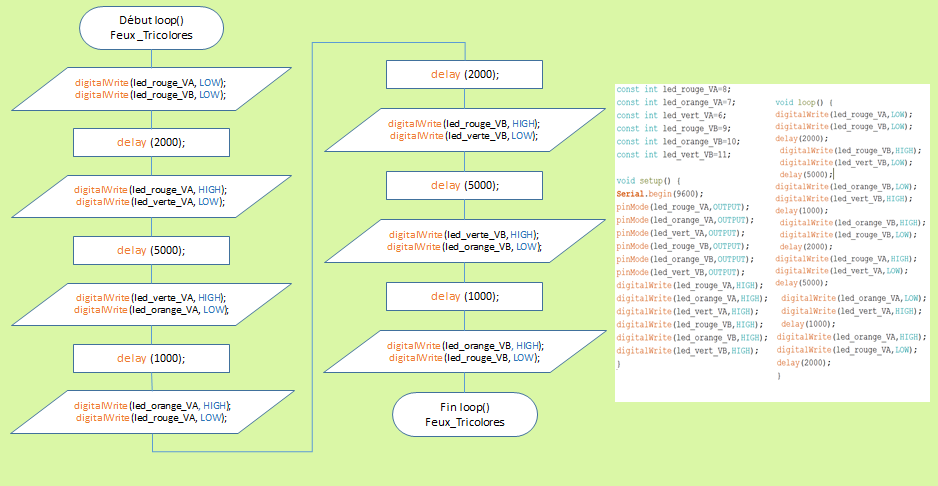 Début loop()
Feux_Tricolores
digitalWrite(led_rouge_VA, LOW);
digitalWrite(led_rouge_VB, LOW);
delay (2000);
digitalWrite(led_rouge_VA, HIGH);
digitalWrite(led_verte_VA, LOW);
delay (5000);
digitalWrite(led_verte_VA, HIGH);
digitalWrite(led_orange_VA, LOW);
delay (1000);
digitalWrite(led_orange_VA, HIGH);
digitalWrite(led_rouge_VA, LOW);
delay (2000);
digitalWrite(led_rouge_VB, HIGH);
digitalWrite(led_verte_VB, LOW);
delay (5000);
digitalWrite(led_verte_VB, HIGH);
digitalWrite(led_orange_VB, LOW);
delay (1000);
digitalWrite(led_orange_VB, HIGH);
digitalWrite(led_rouge_VB, LOW);
Fin loop()
Feux_Tricolores
const int led_rouge_VA=8;
const int led_orange_VA=7;
const int led_vert_VA=6;
const int led_rouge_VB=9;
const int led_orange_VB=10;
const int led_vert_VB=11;
void setup() {
Serial.begin(9600);
pinMode(led_rouge_VA,OUTPUT);
pinMode(led_orange_VA,OUTPUT);
pinMode(led_vert_VA,OUTPUT);
pinMode(led_rouge_VB,OUTPUT);
pinMode(led_orange_VB,OUTPUT);
pinMode(led_vert_VB,OUTPUT);
digitalWrite(led_rouge_VA,HIGH);
digitalWrite(led_orange_VA,HIGH);
digitalWrite(led_vert_VA,HIGH);
digitalWrite(led_rouge_VB,HIGH);
digitalWrite(led_orange_VB,HIGH);
digitalWrite(led_vert_VB,HIGH);
}
void loop() {
digitalWrite(led_rouge_VA,LOW);
digitalWrite(led_rouge_VB,LOW);
delay(2000);
digitalWrite(led_rouge_VB,HIGH);
digitalWrite(led_vert_VB,LOW);
delay(5000);
digitalWrite(led_orange_VB,LOW);
digitalWrite(led_vert_VB,HIGH);
delay(1000);
digitalWrite(led_orange_VB,HIGH);
digitalWrite(led_rouge_VB,LOW);
delay(2000);
digitalWrite(led_rouge_VA,HIGH);
digitalWrite(led_vert_VA,LOW);
delay(5000);
digitalWrite(led_orange_VA,LOW);
digitalWrite(led_vert_VA,HIGH);
delay(1000);
digitalWrite(led_orange_VA,HIGH);
digitalWrite(led_rouge_VA,LOW);
delay(2000);
}